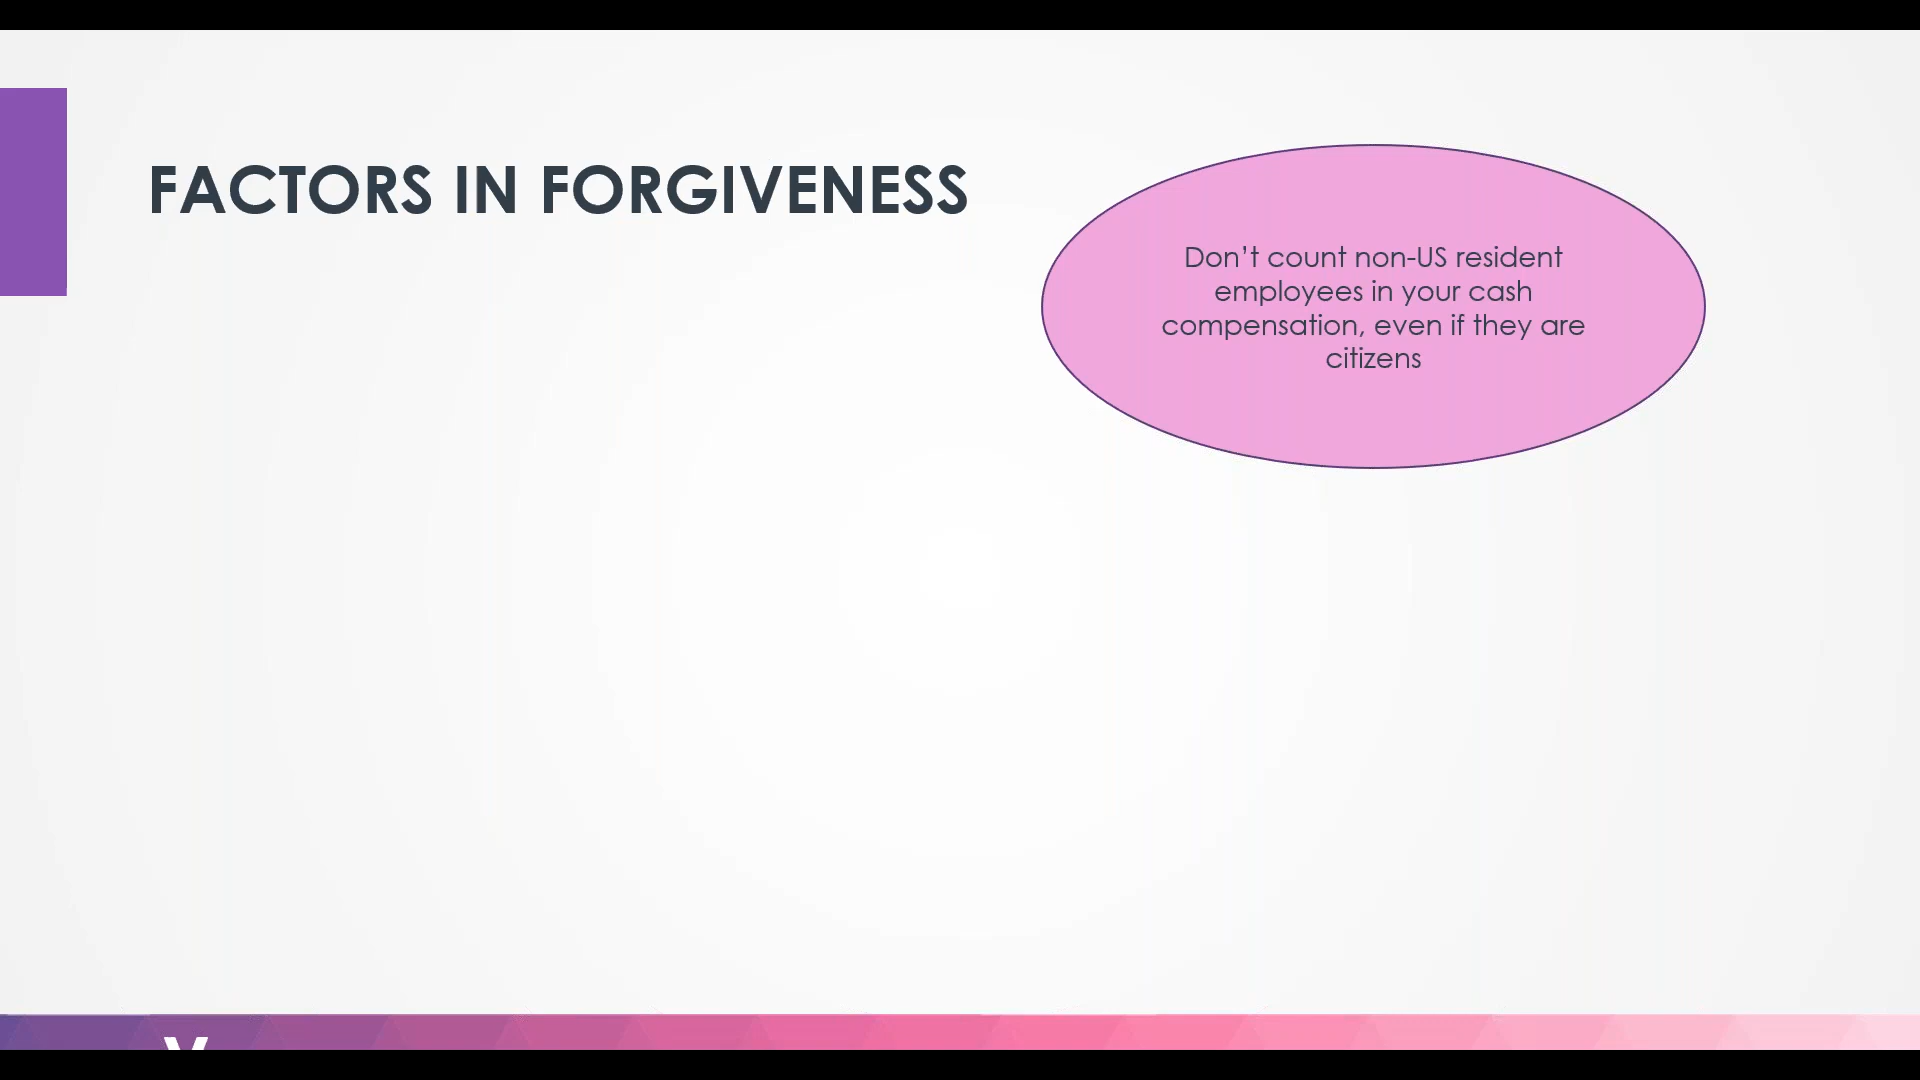 FACTORS IN FORGIVENESS
Don’t count non-US resident
employees in your cash
compensation, even if they are
citizens